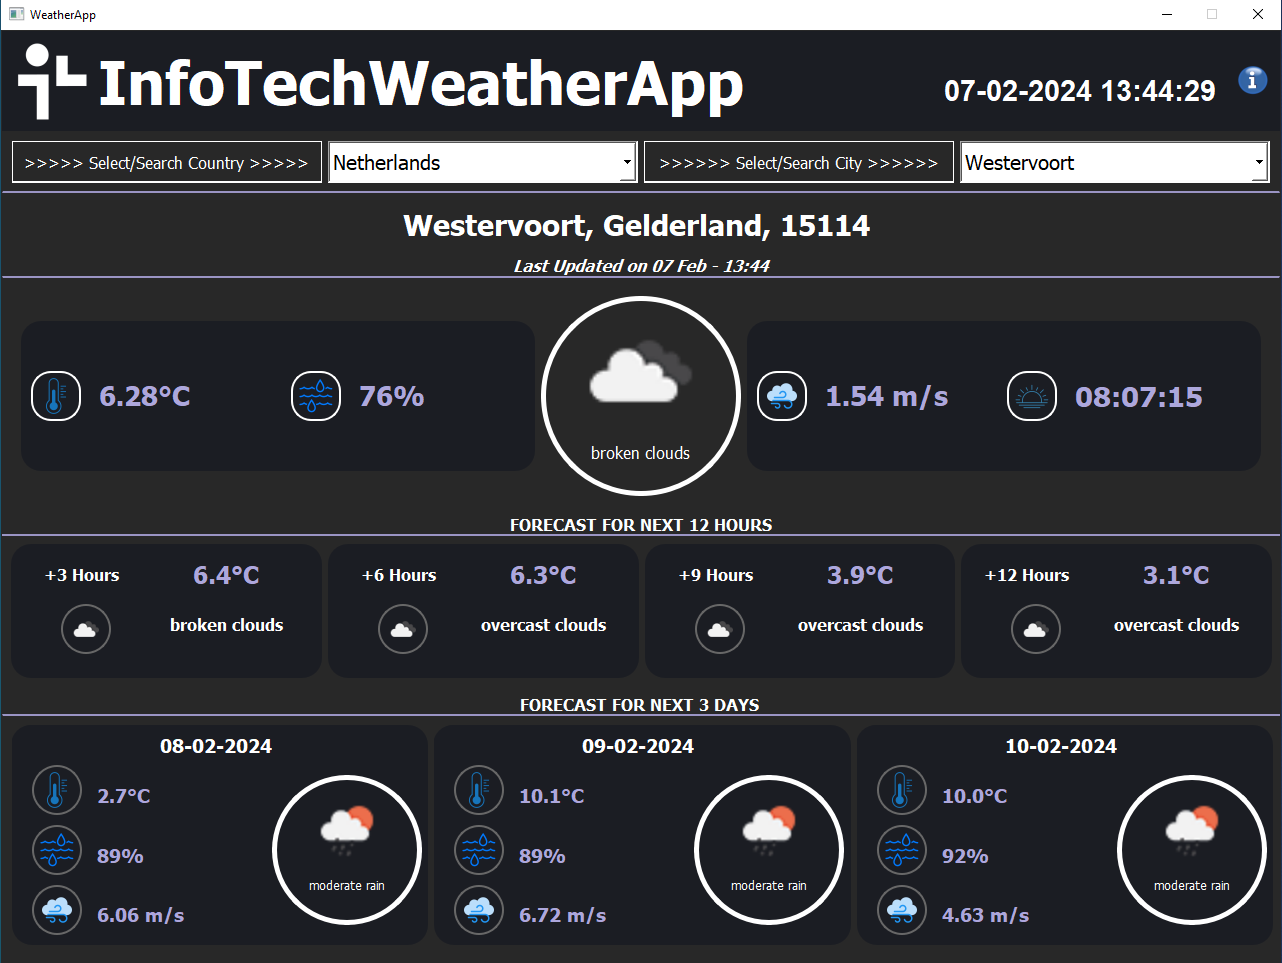 WeatherApp
InfoTechWeatherApp
07-02-2024 13:44:29
>>>>> Select/Search Country >>>>>
Netherlands
>>>>>> Select/Search City >>>>>>
Westervoort
Westervoort, Gelderland, 15114
Last Updated on 07 Feb - 13:44
6.28°C
76%
broken clouds
1.54 m/s
08:07:15
FORECAST FOR NEXT 12 HOURS
+3 Hours
6.4°C
broken clouds
+6 Hours
6.3°C
overcast clouds
+9 Hours
3.9°C
overcast clouds
+12 Hours
3.1°C
overcast clouds
FORECAST FOR NEXT 3 DAYS
08-02-2024
2.7°C
89%
6.06 m/s
moderate rain
09-02-2024
10.1°C
89%
6.72 m/s
moderate rain
10-02-2024
10.0°C
92%
4.63 m/s
moderate rain